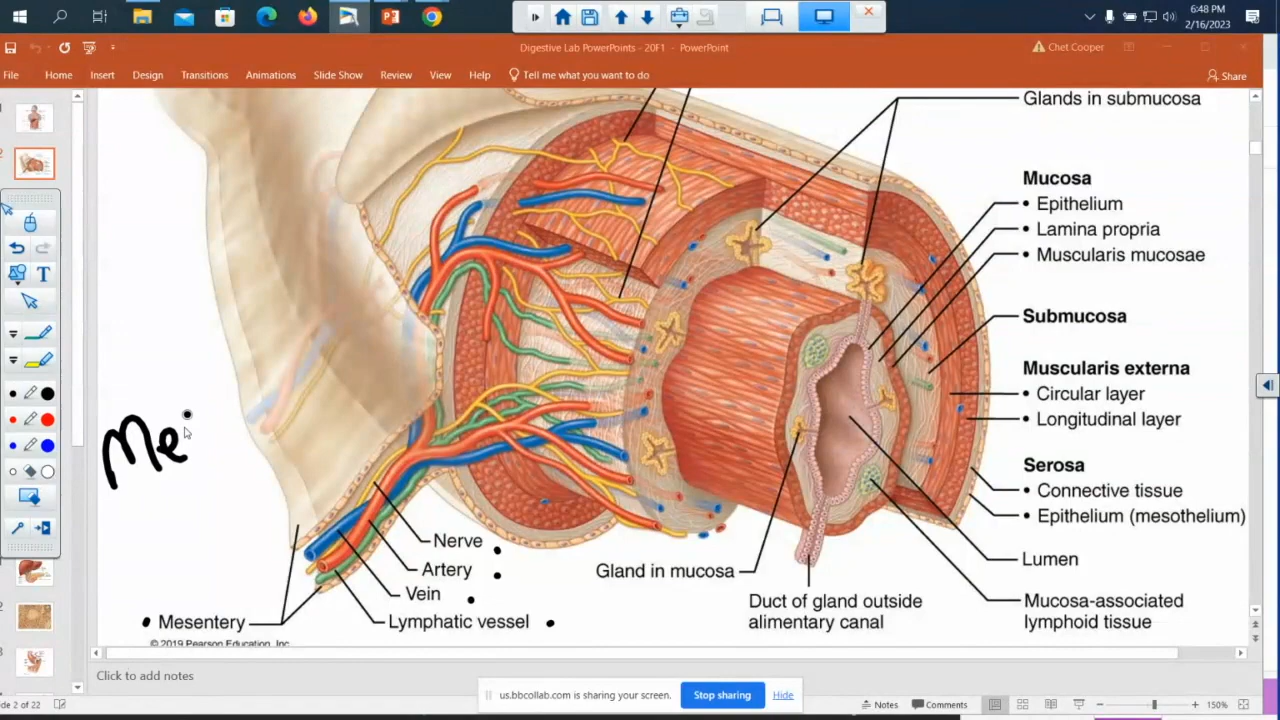 6:48 PM
2/16/2023
Digestive Lab PowerPoints - 20F1 - PowerPoint
Chet Cooper
File Home Insert Design Transitions Animations Slide Show Review View Help Tell me what you want to do
Share
Glands in submucosa
Mucosa
• Epithelium
• Lamina propria
• Muscularis mucosae
Submucosa
Muscularis externa
• Circular layer
• Longitudinal layer
Serosa
• Connective tissue
• Epithelium (mesothelium)
Lumen
Mucosa-associated
lymphoid tissue
Me
Nerve
Artery
Vein
Lymphatic vessel
Mesentery
Gland in mucosa
Duct of gland outside
alimentary canal
© 2019 Pearson Education, Inc.
Click to add notes
us.bbcollab.com is sharing your screen. Stop sharing Hide
de 2 of 22
Notes Comments 150%